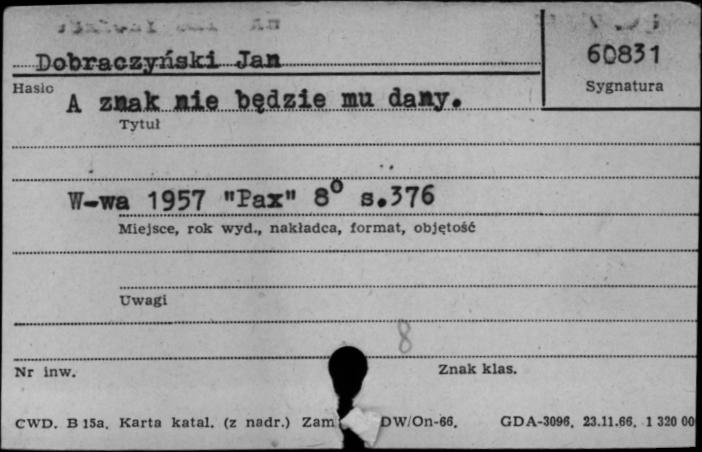 Dobraczyński Jan
60831
Hasło
Sygnatura
A znak nie będzie mu dany.
Tytuł
W-wa 1957 "Pax" 8° s.376
Miejsce, rok wyd., nakładca, format, objętość
Uwagi
8
Nr inw.
Znak klas.
CWD. B 15a. Karta katal. (z nadr.) Zam DW/On-66. GDA-3096. 23.11.66. 1 320 00